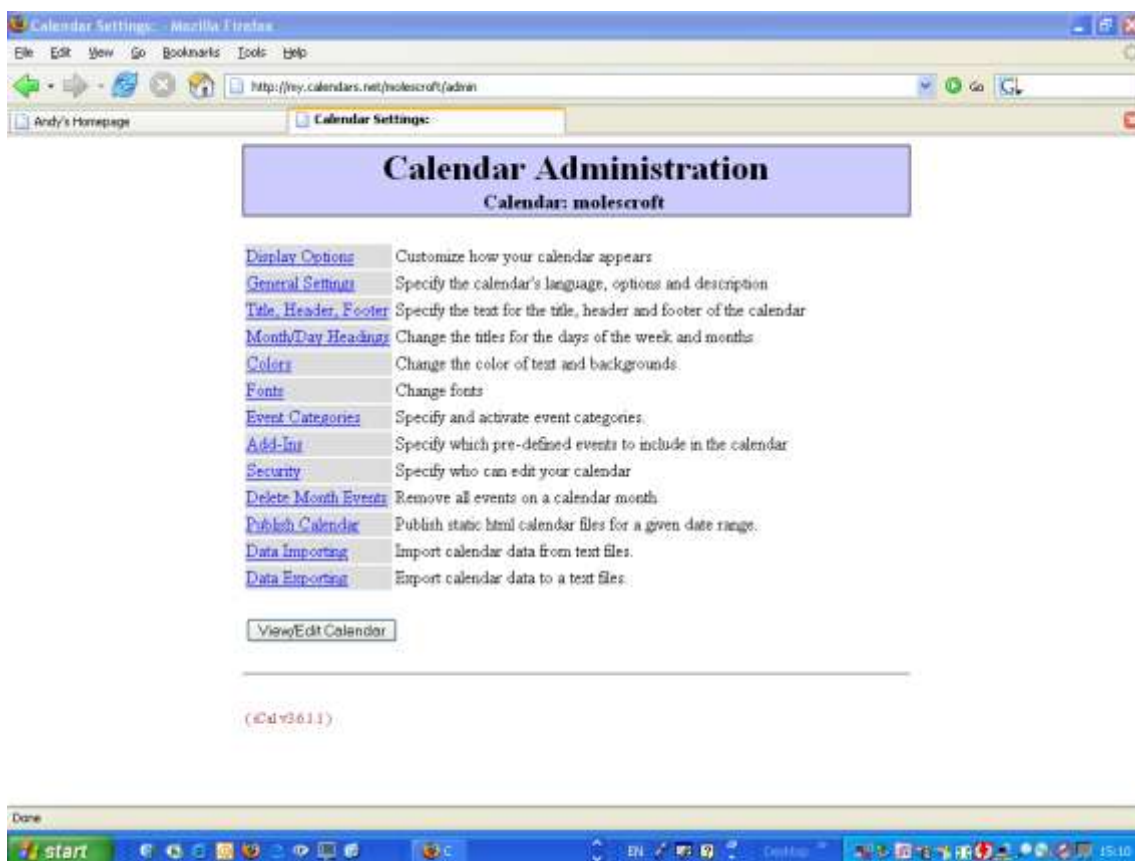 Calendar Settings: - Mozilla Firefox
File Edit View Go Bookmarks Tools Help
http://my.calendars.net/molescroft/admin Go
Andy's Homepage Calendar Settings:
Calendar Administration
Calendar: molescroft
Display Options Customize how your calendar appears
General Settings Specify the calendar's language, options and description
Title, Header, Footer Specify the text for the title, header and footer of the calendar
Month/Day Headings Change the titles for the days of the week and months
Colors Change the color of text and backgrounds.
Fonts Change fonts
Event Categories Specify and activate event categories.
Add-Ins Specify which pre-defined events to include in the calendar
Security Specify who can edit your calendar
Delete Month Events Remove all events on a calendar month
Publish Calendar Publish static html calendar files for a given date range.
Data Importing Import calendar data from text files.
Data Exporting Export calendar data to a text files.
View/Edit Calendar
(iCal v3.6.1.1)
Done
start C EN Desktop 15:10